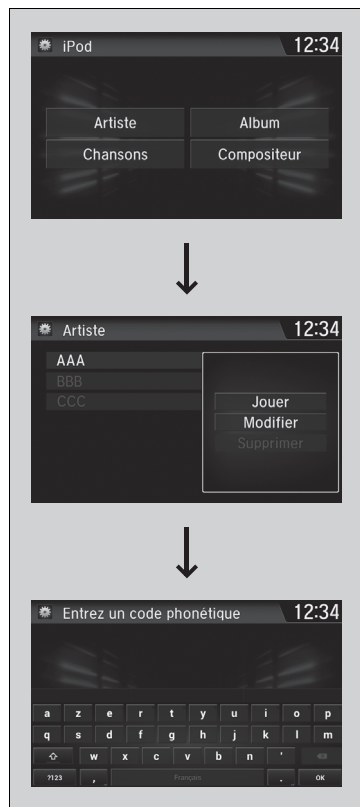 iPod 12:34
Artiste Album
Chansons Compositeur
Artiste 12:34
AAA
BBB
CCC
Jouer
Modifier
Supprimer
Entrez un code phonétique 12:34
a z e r t y u i o p
q s d f g h j k l m
w x c v b n '
?123 , Français . OK